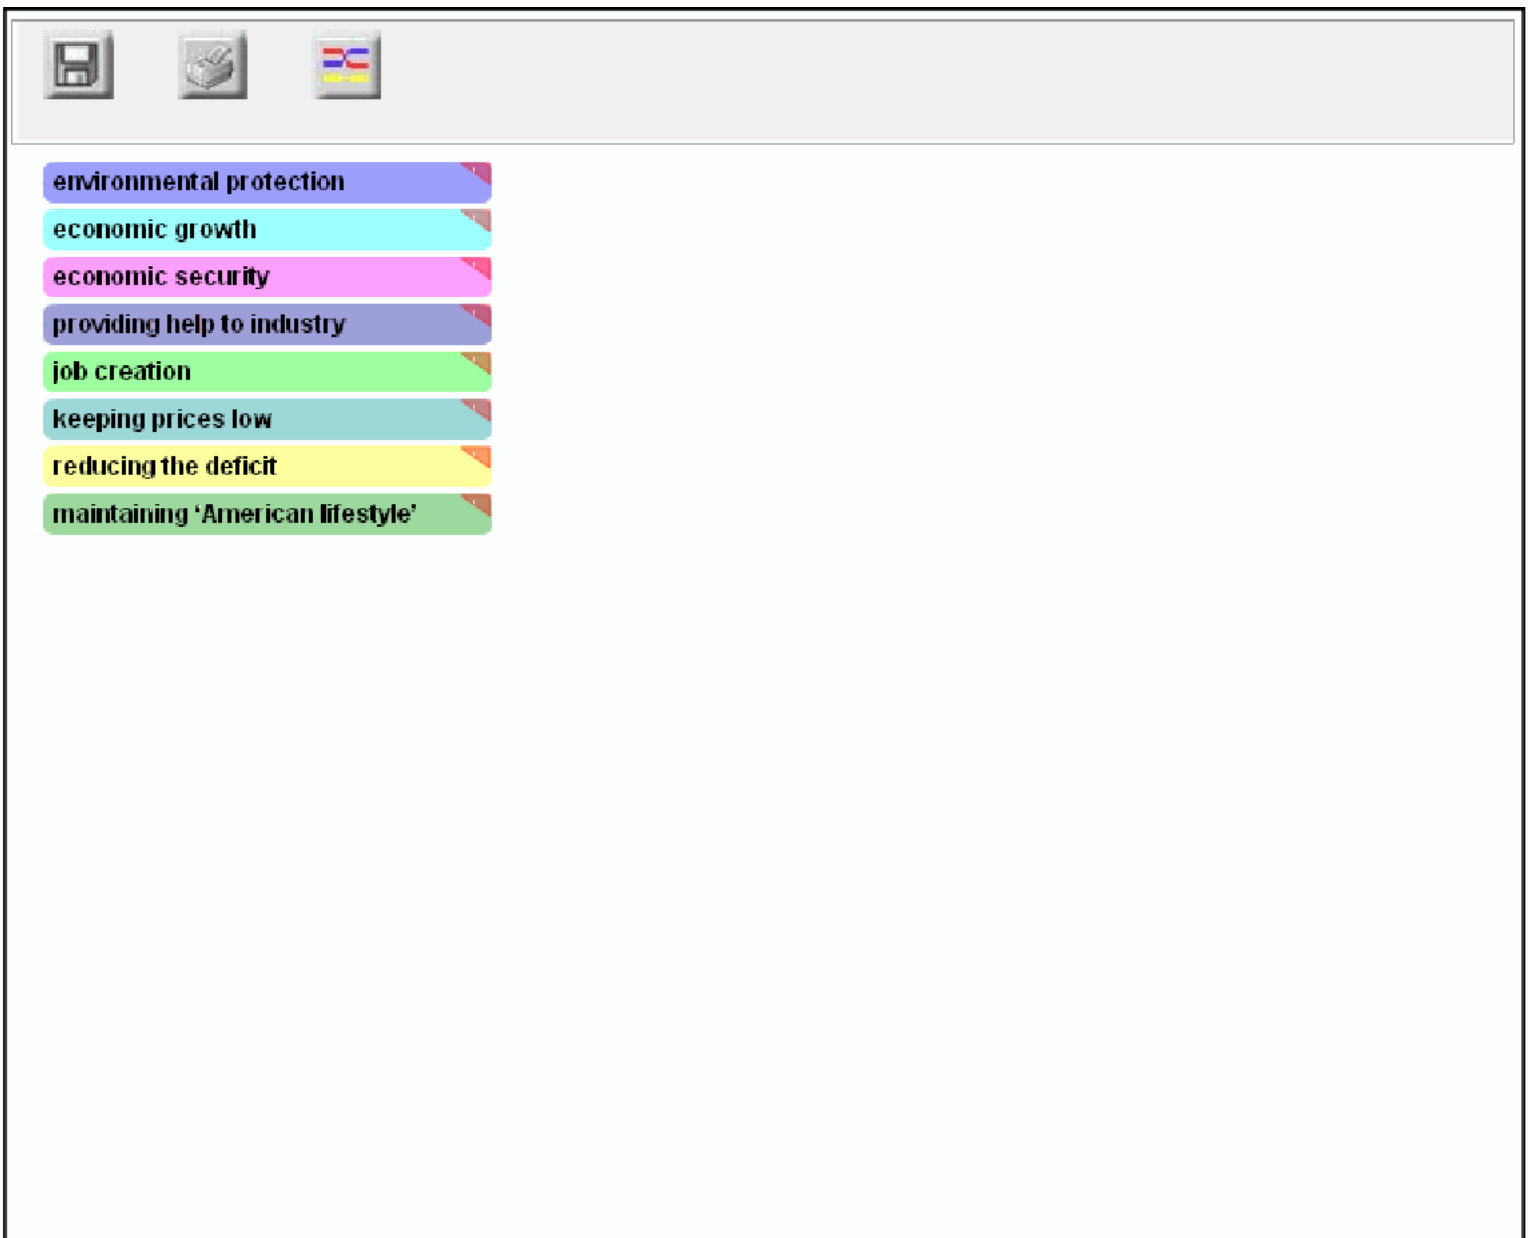 environmental protection
economic growth
economic security
providing help to industry
job creation
keeping prices low
reducing the deficit
maintaining ‘American lifestyle’